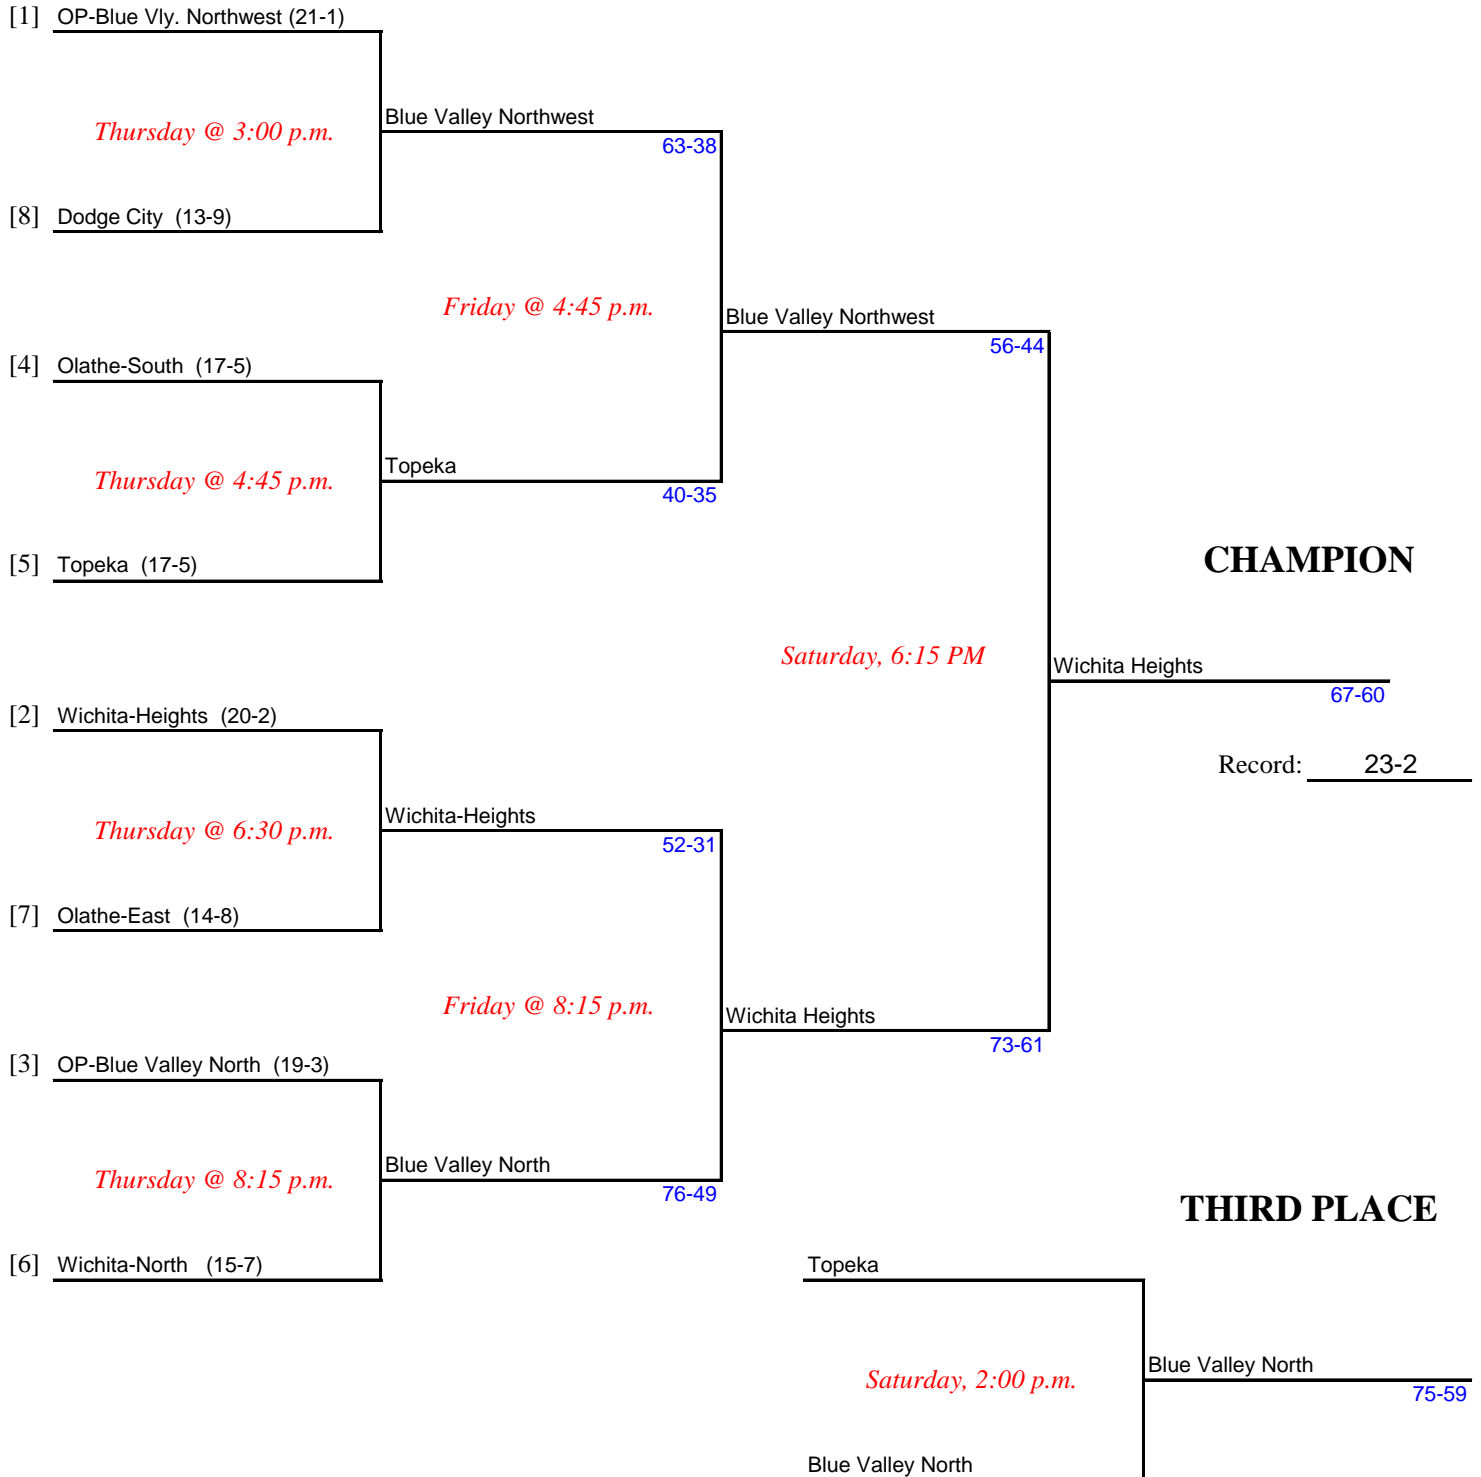 [1] OP-Blue Vly. Northwest (21-1)
Thursday @ 3:00 p.m.
Blue Valley Northwest
63-38
[8] Dodge City (13-9)
Friday @ 4:45 p.m.
Blue Valley Northwest
56-44
[4] Olathe-South (17-5)
Thursday @ 4:45 p.m.
Topeka
40-35
[5] Topeka (17-5)
CHAMPION
Saturday, 6:15 PM
Wichita Heights
67-60
Record: 23-2
[2] Wichita-Heights (20-2)
Thursday @ 6:30 p.m.
Wichita-Heights
52-31
[7] Olathe-East (14-8)
Friday @ 8:15 p.m.
Wichita Heights
73-61
[3] OP-Blue Valley North (19-3)
Thursday @ 8:15 p.m.
Blue Valley North
76-49
[6] Wichita-North (15-7)
THIRD PLACE
Topeka
Saturday, 2:00 p.m.
Blue Valley North
75-59
Blue Valley North